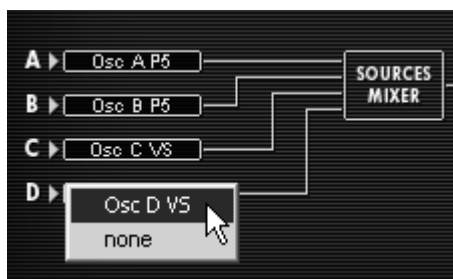 A Osc A P5
B Osc B P5
C Osc C VS
D
SOURCES
MIXER
Osc D VS
none